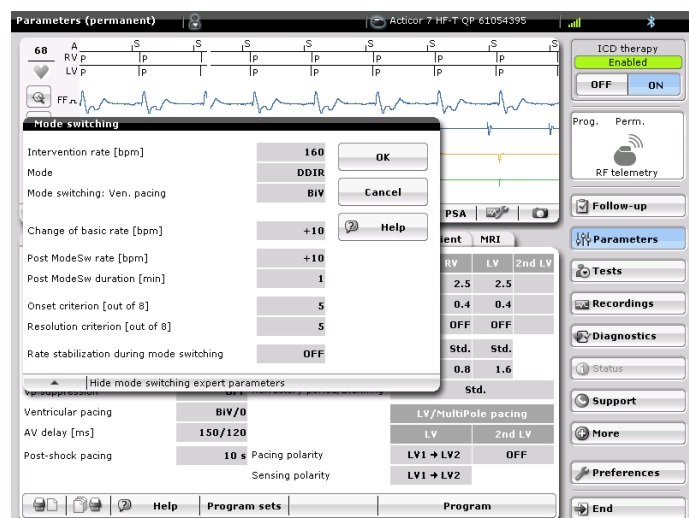 Parameters (permanent) Acticor 7 HF-T QP 61054395
68 A S S S S S S S
RV P P P P P P
LV P P P P P
FF
ICD therapy
Enabled
OFF ON
Prog. Perm.
RF telemetry
Mode switching
Intervention rate [bpm] 160 OK
Mode DDIR
Mode switching: Ven. pacing BiV Cancel
Change of basic rate [bpm] +10 Help
Post ModeSw rate [bpm] +10
Post ModeSw duration [min] 1
Onset criterion [out of 8] 5
Resolution criterion [out of 8] 5
Rate stabilization during mode switching OFF
Hide mode switching expert parameters
PSA
ient MRI
RV LV 2nd LV
2.5 2.5
0.4 0.4
OFF OFF
Std. Std.
0.8 1.6
Std.
Vp suppression OFF
Ventricular pacing BiV/0 LV/MultiPole pacing
AV delay [ms] 150/120 LV 2nd LV
Post-shock pacing 10 s Pacing polarity LV1 → LV2 OFF
Sensing polarity LV1 → LV2
Help Program sets Program
Follow-up
Parameters
Tests
Recordings
Diagnostics
Status
Support
More
Preferences
End